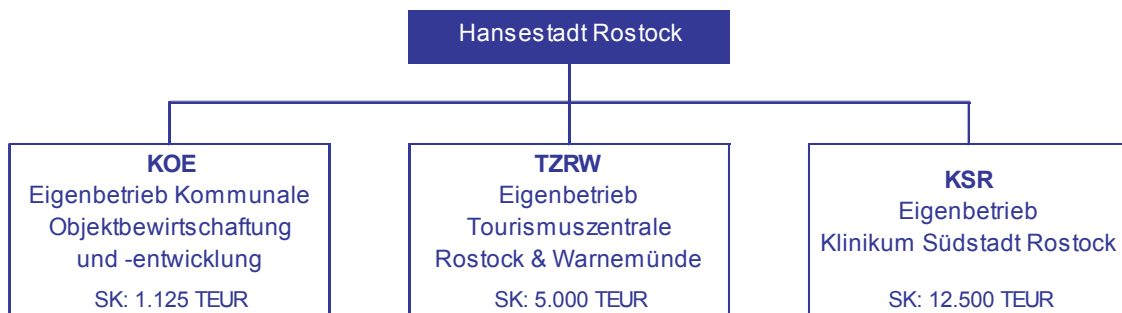 Hansestadt Rostock
KOE
Eigenbetrieb Kommunale
Objektbewirtschaftung
und -entwicklung
SK: 1.125 TEUR
TZRW
Eigenbetrieb
Tourismuszentrale
Rostock & Warnemünde
SK: 5.000 TEUR
KSR
Eigenbetrieb
Klinikum Südstadt Rostock
SK: 12.500 TEUR